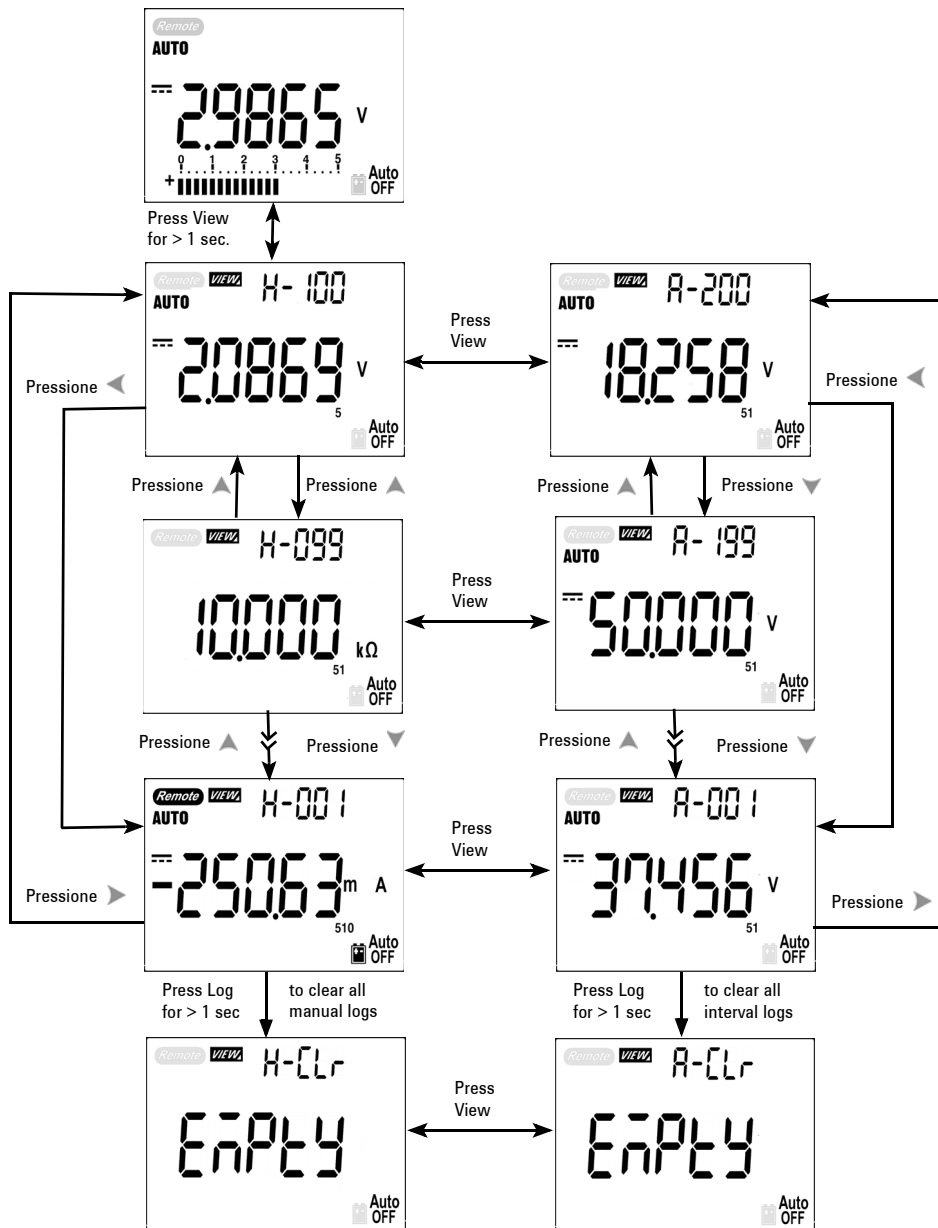 Remote
AUTO
2.9865 V
0 1 2 3 4 5
+
Auto
OFF
Press View
for > 1 sec.
Remote VIEW H-100
AUTO
2.0869 V
5
Auto
OFF
Press
View
Remote VIEW A-200
AUTO
18.258 V
51
Auto
OFF
Pressione
Pressione
Pressione
Pressione
Pressione
Pressione
Remote VIEW H-099
10.000 kΩ
51
Auto
OFF
Press
View
Remote VIEW A-199
AUTO
50.000 V
51
Auto
OFF
Pressione
Pressione
Pressione
Pressione
Remote VIEW H-001
AUTO
-250.63 m A
510
Auto
OFF
Press
View
Remote VIEW A-001
AUTO
37.456 V
51
Auto
OFF
Pressione
Pressione
Press Log
for > 1 sec
to clear all
manual logs
Press Log
for > 1 sec
to clear all
interval logs
Remote VIEW H-CLr
EmPtY
Auto
OFF
Press
View
Remote VIEW A-CLr
EmPtY
Auto
OFF